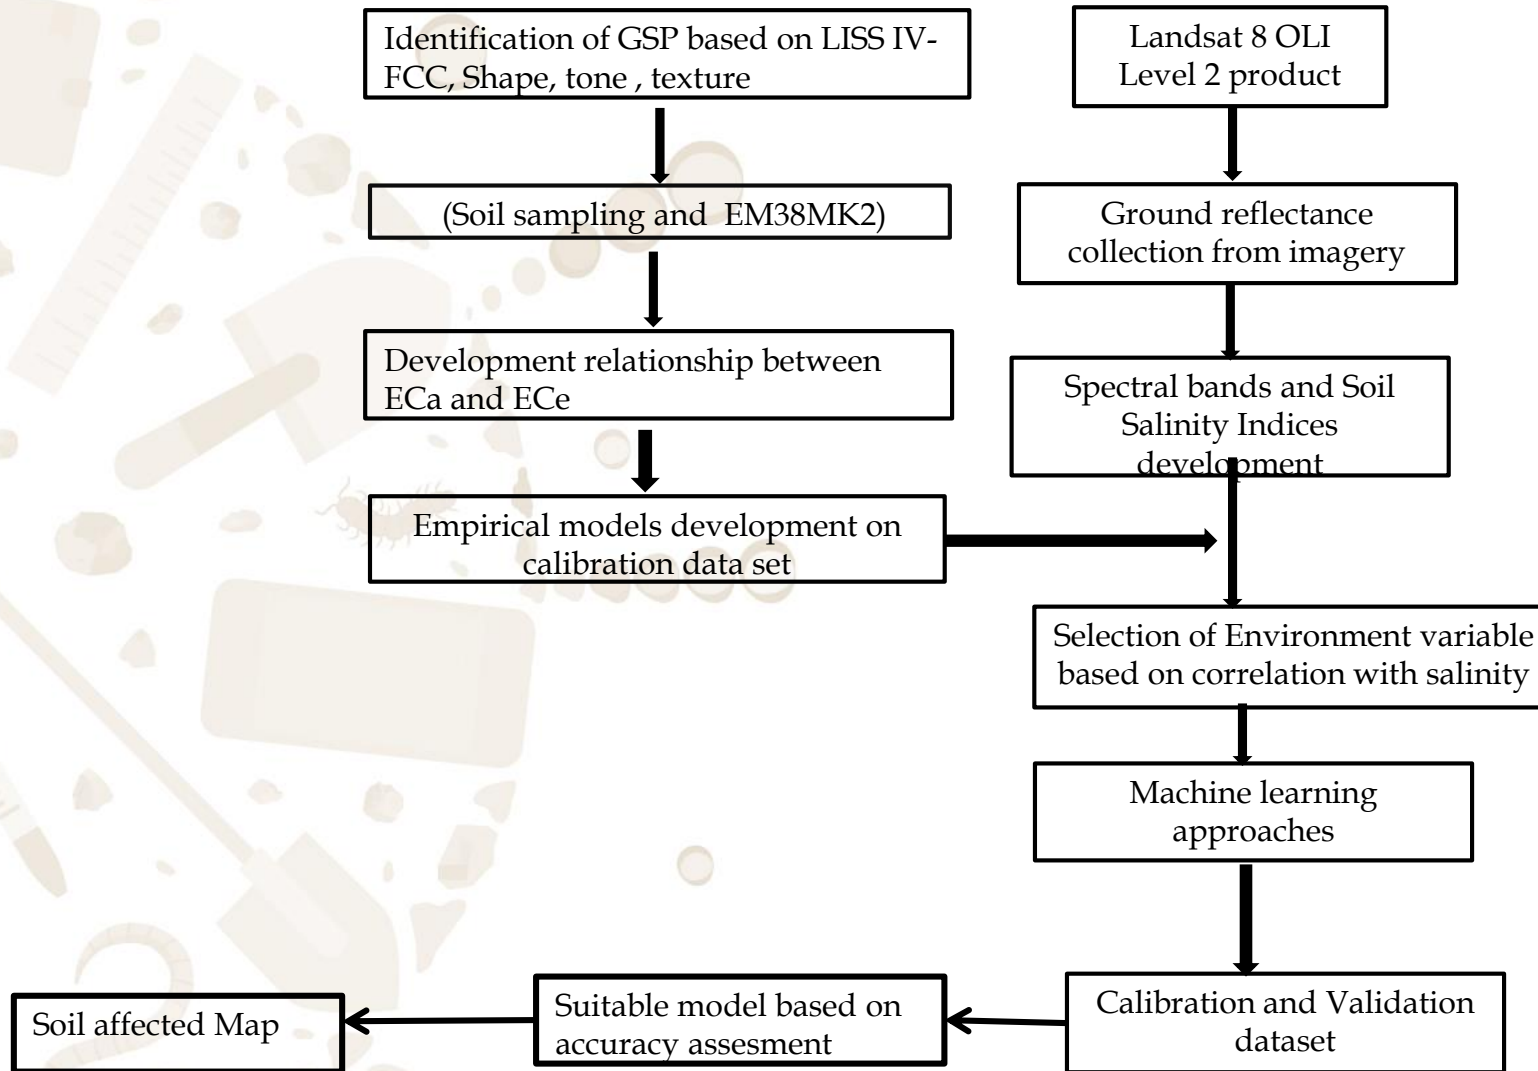 Identification of GSP based on LISS IV-
FCC, Shape, tone , texture
(Soil sampling and EM38MK2)
Development relationship between
ECa and ECe
Empirical models development on
calibration data set
Landsat 8 OLI
Level 2 product
Ground reflectance
collection from imagery
Spectral bands and Soil
Salinity Indices
development
Selection of Environment variable
based on correlation with salinity
Machine learning
approaches
Calibration and Validation
dataset
Suitable model based on
accuracy assesment
Soil affected Map